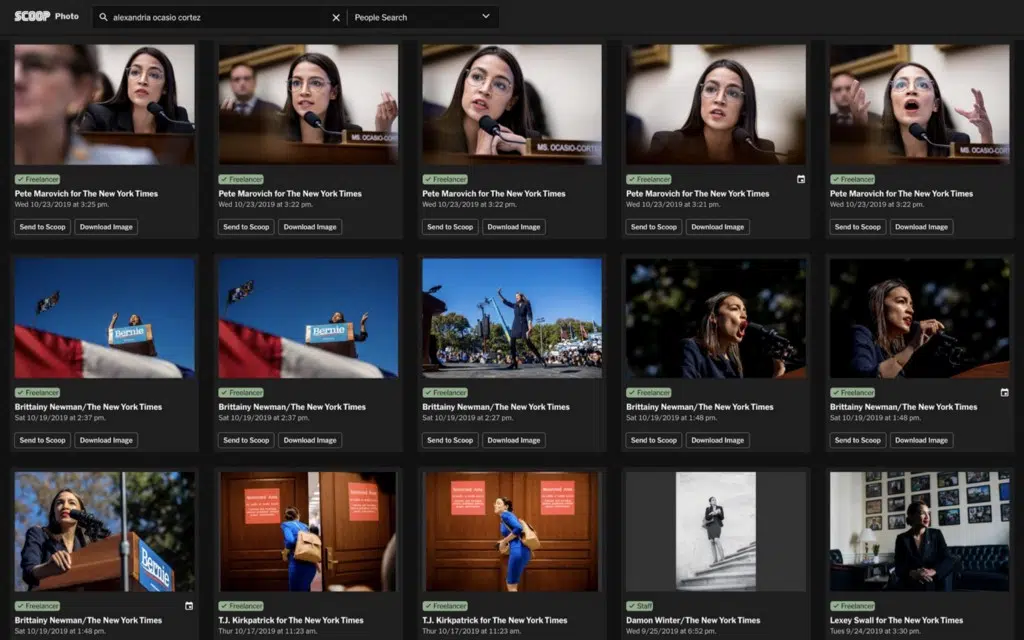 SCOOP Photo
alexandria ocasio cortez
People Search
MS. OCASIO-CORT
MS. OCASIO-CORTE
MS. OCASIO-COR
Freelancer
Freelancer
Freelancer
Freelancer
Freelancer
Pete Marovich for The New York Times
Pete Marovich for The New York Times
Pete Marovich for The New York Times
Pete Marovich for The New York Times
Pete Marovich for The New York Times
Wed 10/23/2019 at 3:25 pm.
Wed 10/23/2019 at 3:22 pm.
Wed 10/23/2019 at 3:22 pm.
Wed 10/23/2019 at 3:21 pm.
Wed 10/23/2019 at 3:22 pm.
Send to Scoop Download Image
Send to Scoop Download Image
Send to Scoop Download Image
Send to Scoop Download Image
Send to Scoop Download Image
Bernie
Bernie
Freelancer
Freelancer
Freelancer
Freelancer
Freelancer
Brittainy Newman/The New York Times
Brittainy Newman/The New York Times
Brittainy Newman/The New York Times
Brittainy Newman/The New York Times
Brittainy Newman/The New York Times
Sat 10/19/2019 at 2:37 pm.
Sat 10/19/2019 at 2:37 pm.
Sat 10/19/2019 at 2:27 pm.
Sat 10/19/2019 at 1:48 pm.
Sat 10/19/2019 at 1:48 pm.
Send to Scoop Download Image
Send to Scoop Download Image
Send to Scoop Download Image
Send to Scoop Download Image
Send to Scoop Download Image
Bernie
Freelancer
Freelancer
Freelancer
Staff
Freelancer
Brittainy Newman/The New York Times
T.J. Kirkpatrick for The New York Times
T.J. Kirkpatrick for The New York Times
Damon Winter/The New York Times
Lexey Swall for The New York Times
Sat 10/19/2019 at 1:48 pm.
Thur 10/17/2019 at 11:23 am.
Thur 10/17/2019 at 11:23 am.
Wed 9/25/2019 at 6:52 pm.
Tues 9/24/2019 at 3:30 pm.